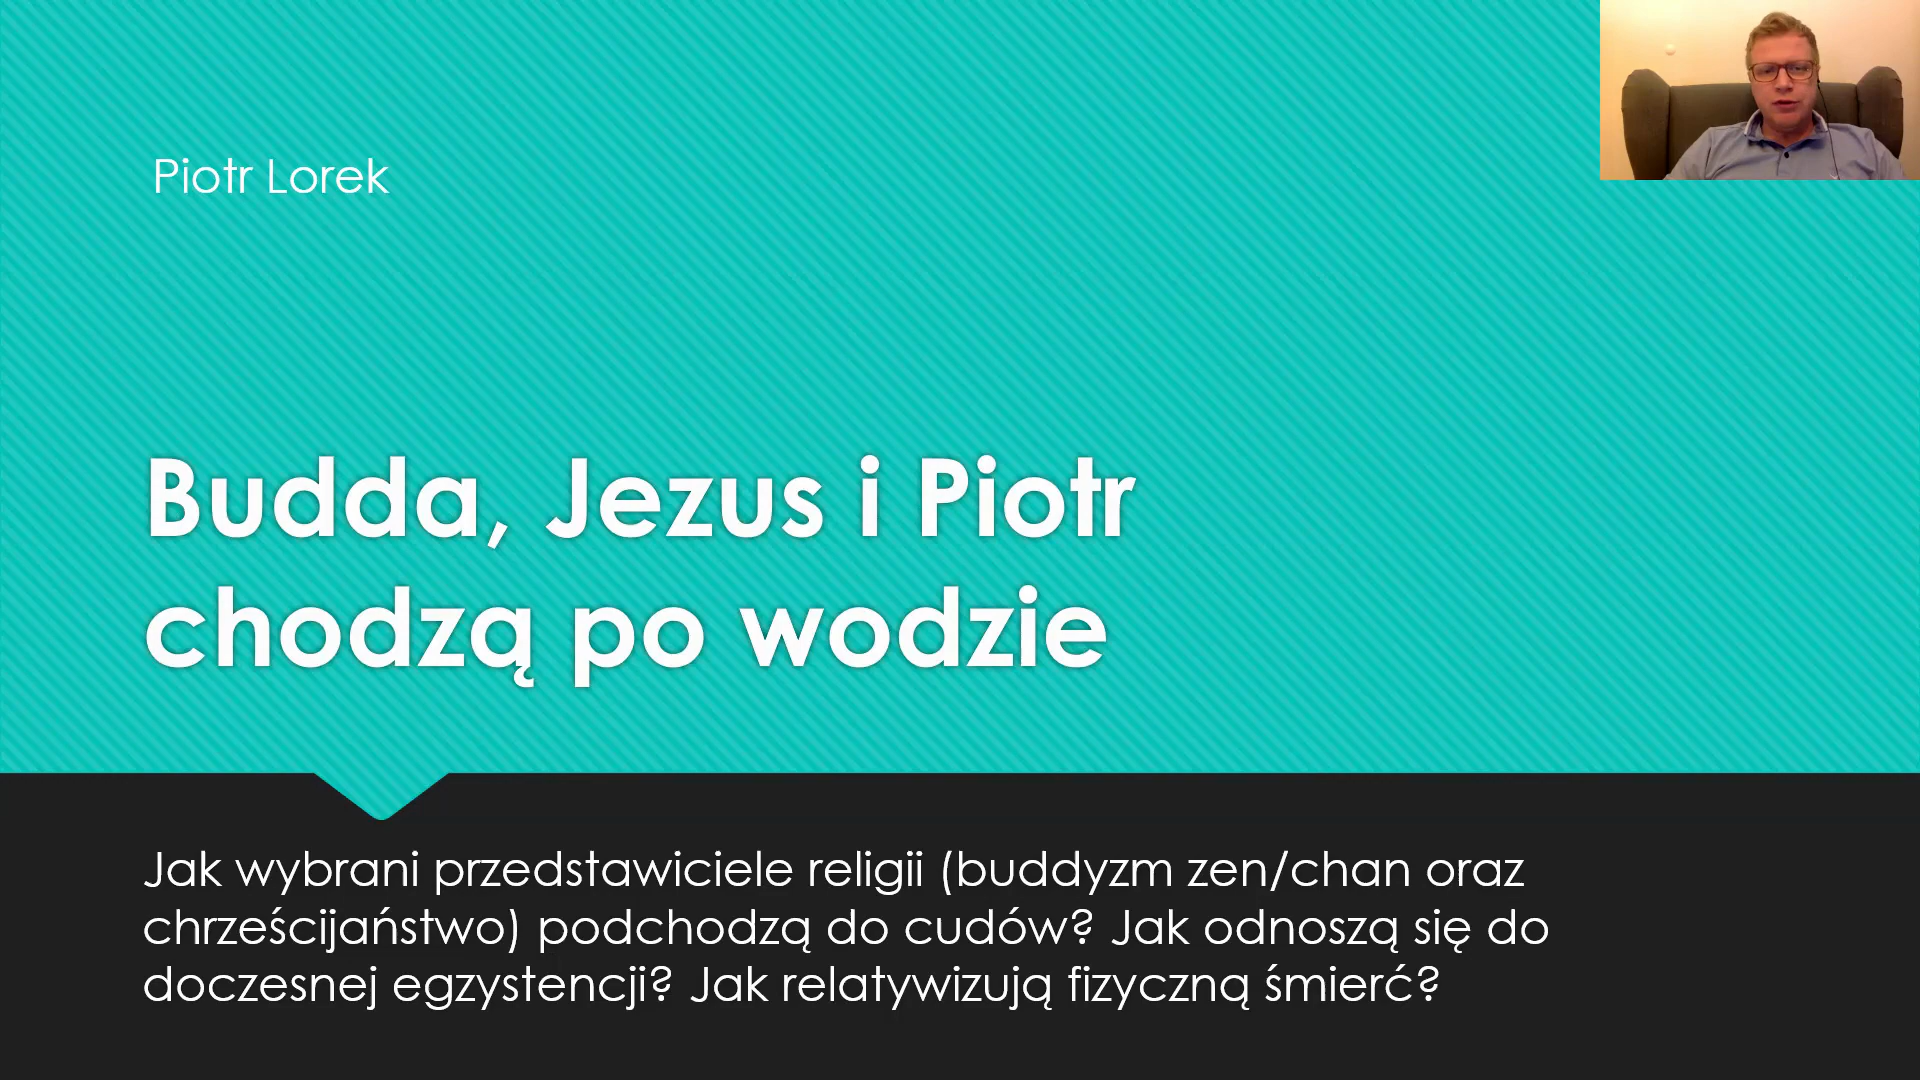 Piotr Lorek
Budda, Jezus i Piotr
chodzą po wodzie
Jak wybrani przedstawiciele religii (buddyzm zen/chan oraz
chrześcijaństwo) podchodzą do cudów? Jak odnoszą się do
doczesnej egzystencji? Jak relatywizują fizyczną śmierć?